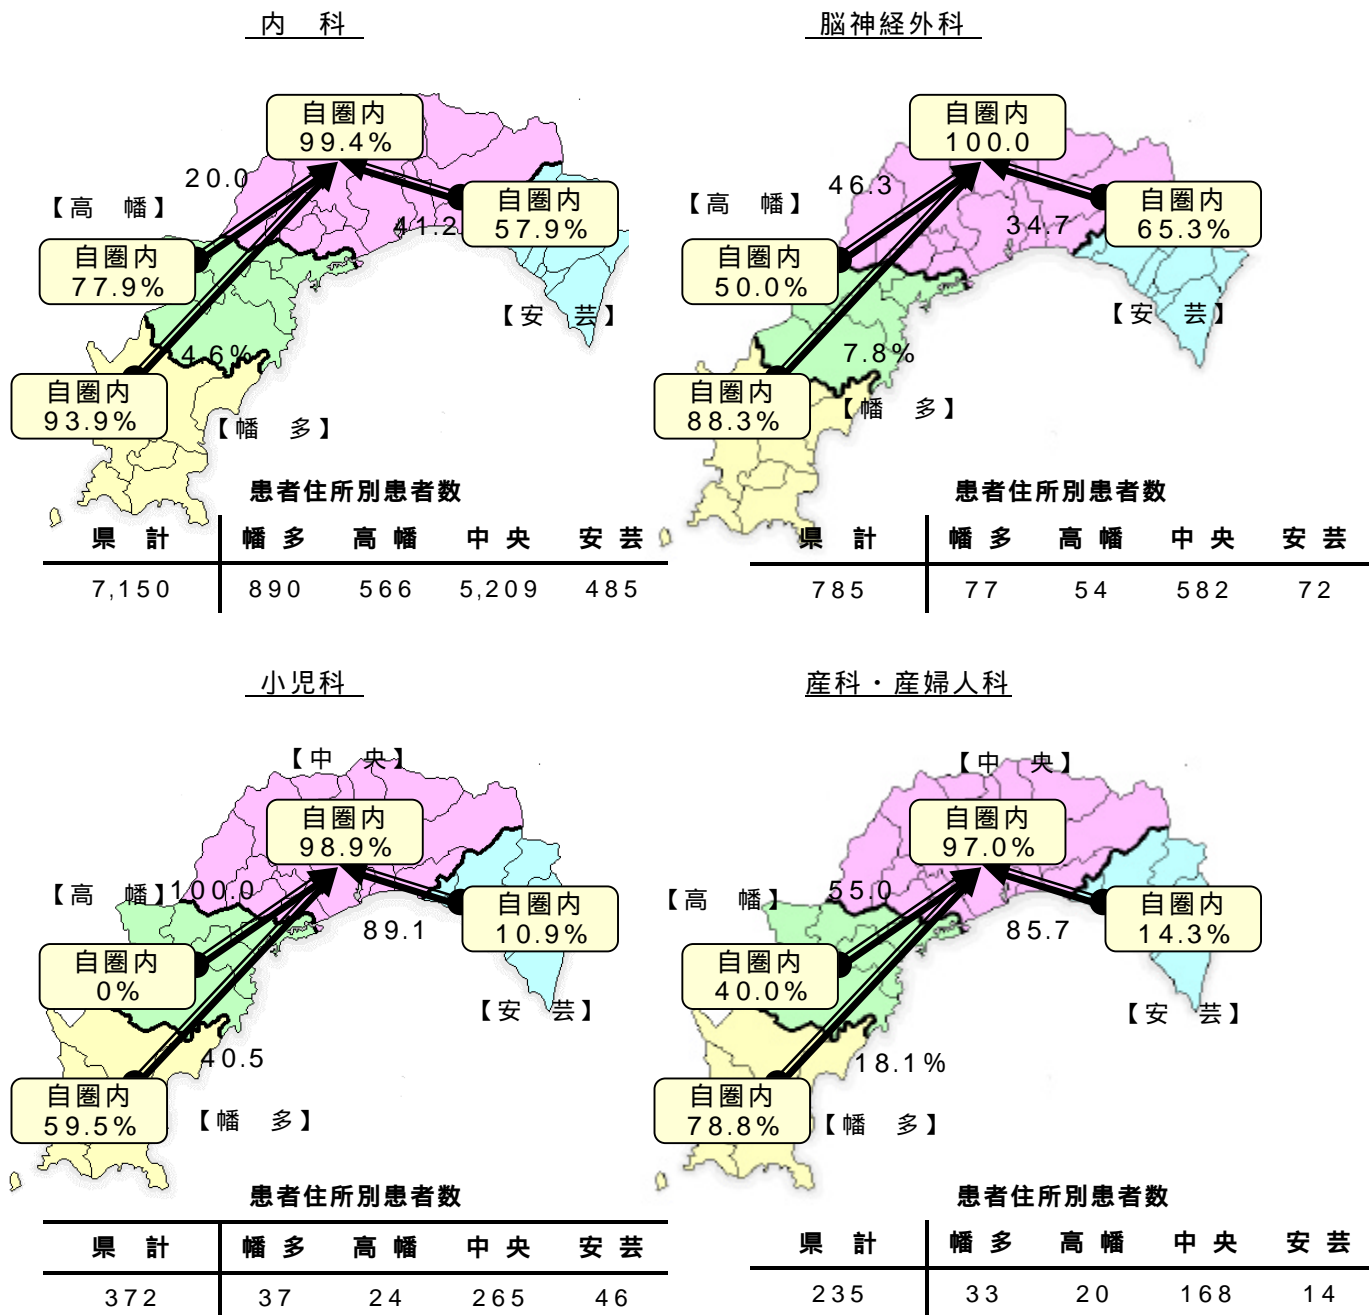 内　科
自圏内
99.4%
20.0
【高　幡】
41.2
自圏内
57.9%
自圏内
77.9%
【安　芸】
4.6%
自圏内
93.9%
【幡　多】
患者住所別患者数
県 計 幡多 高幡 中央 安芸
7,150 890 566 5,209 485
脳神経外科
自圏内
100.0
46.3
【高　幡】
34.7
自圏内
65.3%
自圏内
50.0%
【安　芸】
7.8%
自圏内
88.3%
【幡　多】
患者住所別患者数
県 計 幡多 高幡 中央 安芸
785 77 54 582 72
小児科
【中　央】
自圏内
98.9%
【高　幡】
100.0
89.1
自圏内
10.9%
自圏内
0%
【安　芸】
40.5
自圏内
59.5%
【幡　多】
患者住所別患者数
県 計 幡多 高幡 中央 安芸
372 37 24 265 46
産科・産婦人科
【中　央】
自圏内
97.0%
【高　幡】
55.0
85.7
自圏内
14.3%
自圏内
40.0%
【安　芸】
18.1%
自圏内
78.8%
【幡　多】
患者住所別患者数
県 計 幡多 高幡 中央 安芸
235 33 20 168 14